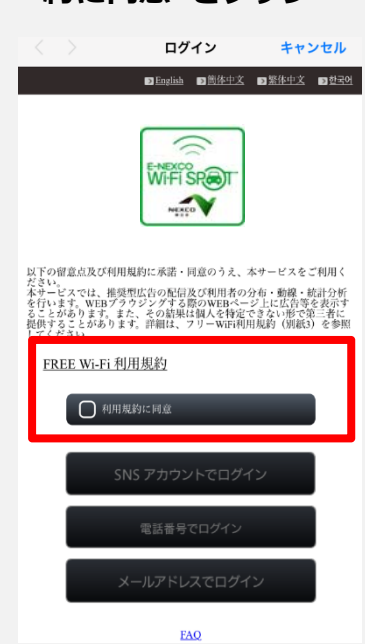 ログイン
キャンセル
English 簡体中文 繁体中文 한국어
E-NEXCO
Wi-Fi SPOT
NEXCO
以下の留意点及び利用規約に承諾・同意のうえ、本サービスをご利用く
ださい。
本サービスでは、推奨型広告の配信及び利用者の分布・動線・統計分析
を行います。WEBブラウジングする際のWEBページ上に広告等を表示す
ることがあります。また、その結果は個人を特定できない形で第三者に
提供することがあります。詳細は、フリーWiFi利用規約（別紙3）を参照
してください。
FREE Wi-Fi 利用規約
利用規約に同意
SNS アカウントでログイン
電話番号でログイン
メールアドレスでログイン
FAQ